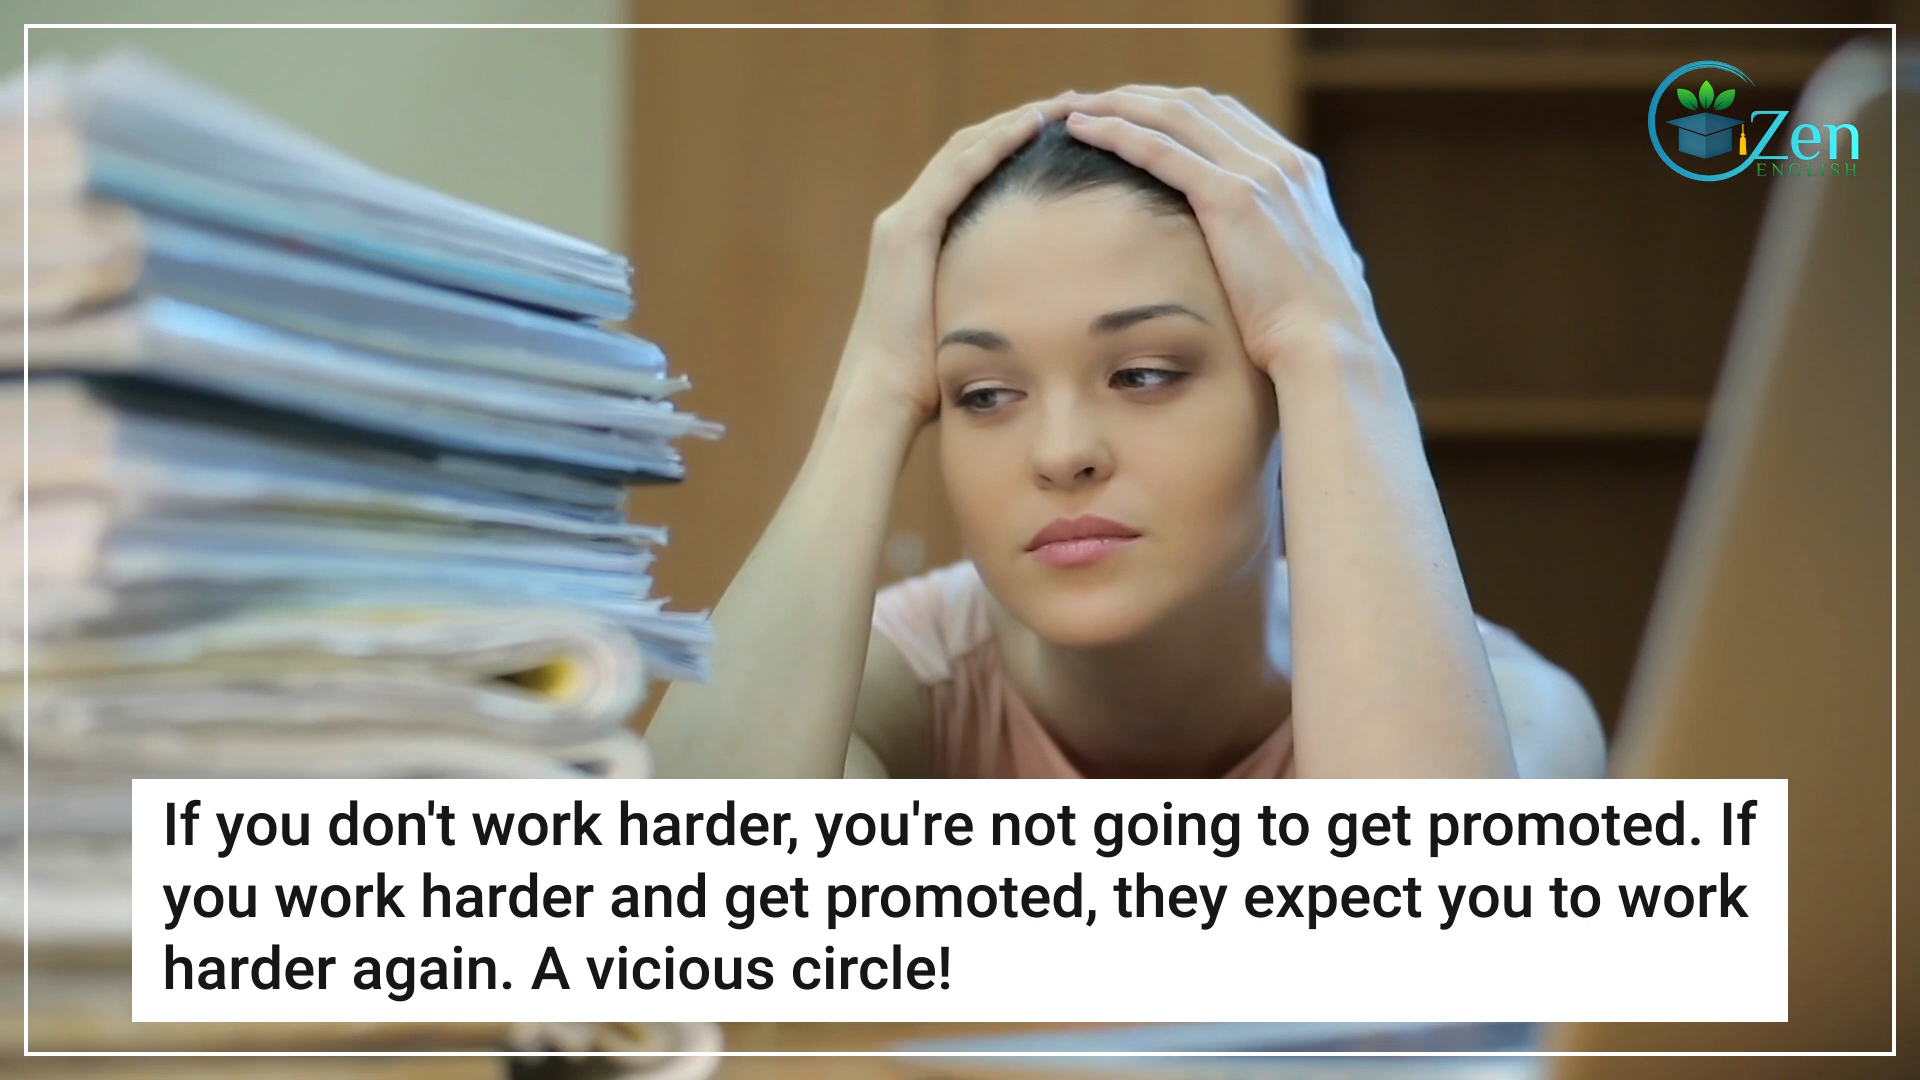 Zen
ENGLISH
If you don't work harder, you're not going to get promoted. If
you work harder and get promoted, they expect you to work
harder again. A vicious circle!